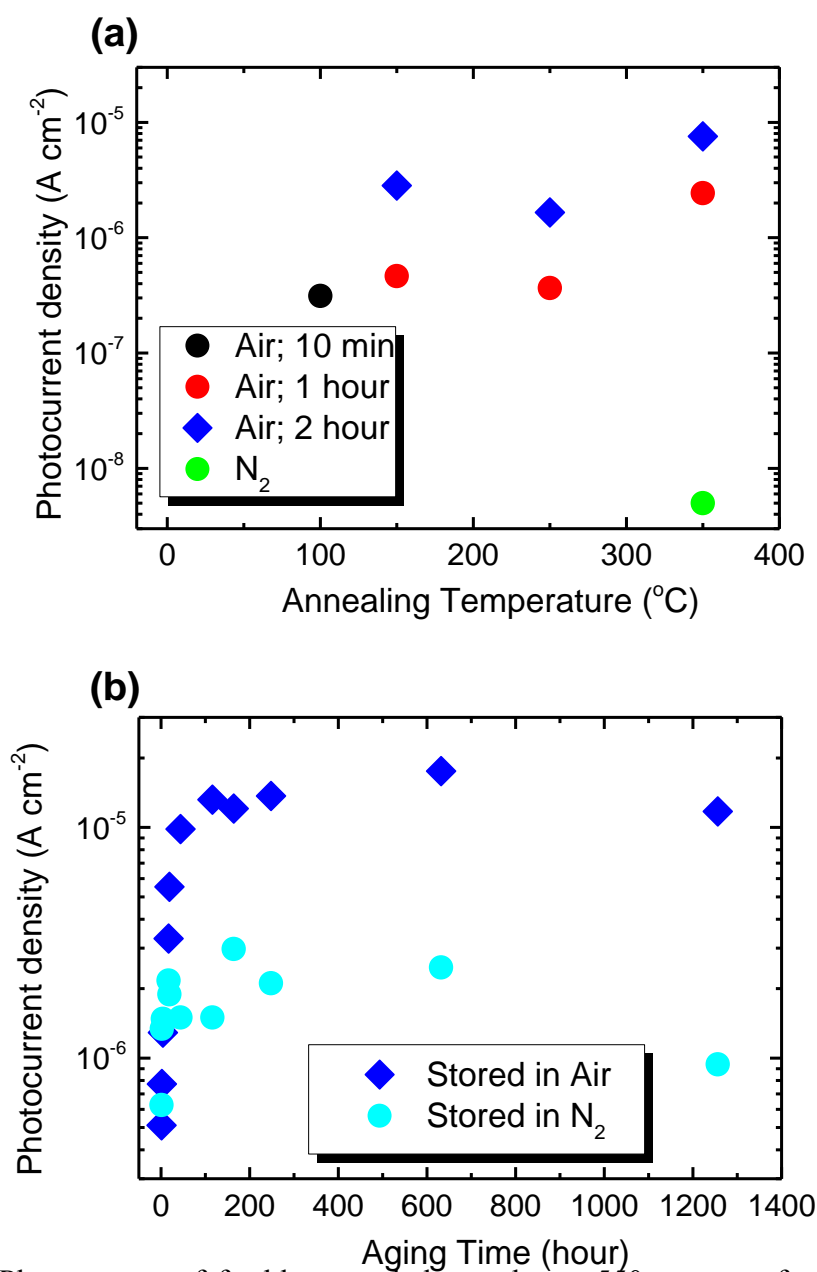 (a)
Photocurrent density (A cm-2)
10-5
10-6
10-7
10-8
Air; 10 min
Air; 1 hour
Air; 2 hour
N2
0 100 200 300 400
Annealing Temperature (oC)
(b)
Photocurrent density (A cm-2)
10-5
10-6
Stored in Air
Stored in N2
0 200 400 600 800 1000 1200 1400
Aging Time (hour)